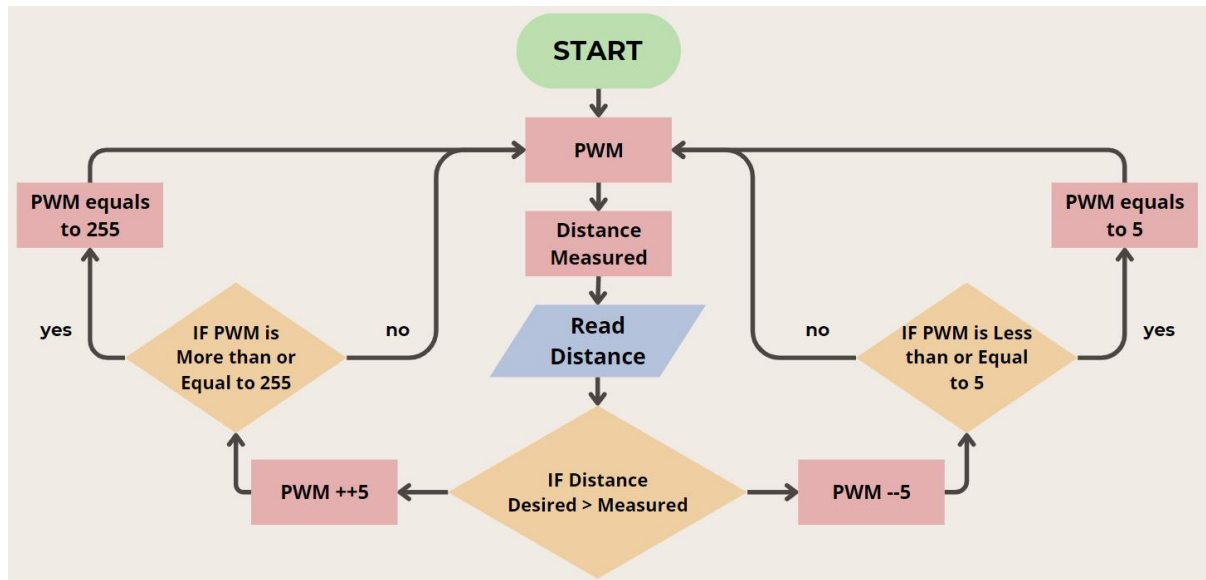 START
PWM
PWM equals
to 255
Distance
Measured
PWM equals
to 5
Read
Distance
yes
IF PWM is
More than or
Equal to 255
no
no
IF PWM is Less
than or Equal
to 5
yes
PWM ++5
IF Distance
Desired > Measured
PWM --5